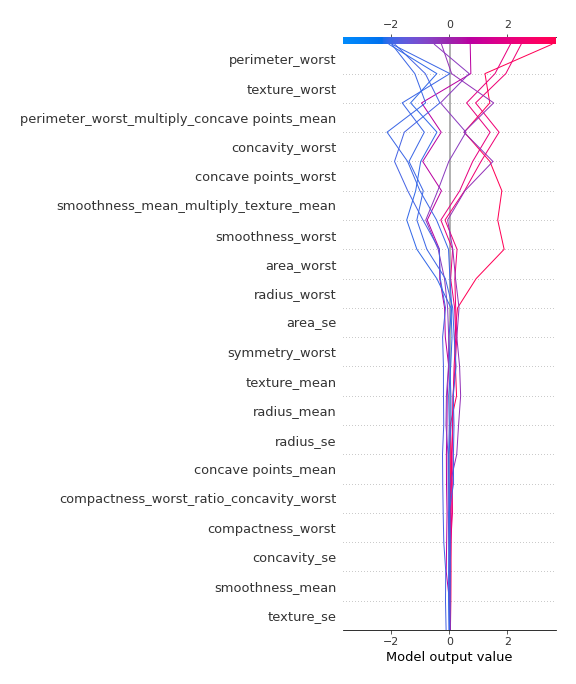 −2 0 2
perimeter_worst
texture_worst
perimeter_worst_multiply_concave points_mean
concavity_worst
concave points_worst
smoothness_mean_multiply_texture_mean
smoothness_worst
area_worst
radius_worst
area_se
symmetry_worst
texture_mean
radius_mean
radius_se
concave points_mean
compactness_worst_ratio_concavity_worst
compactness_worst
concavity_se
smoothness_mean
texture_se
−2 0 2
Model output value